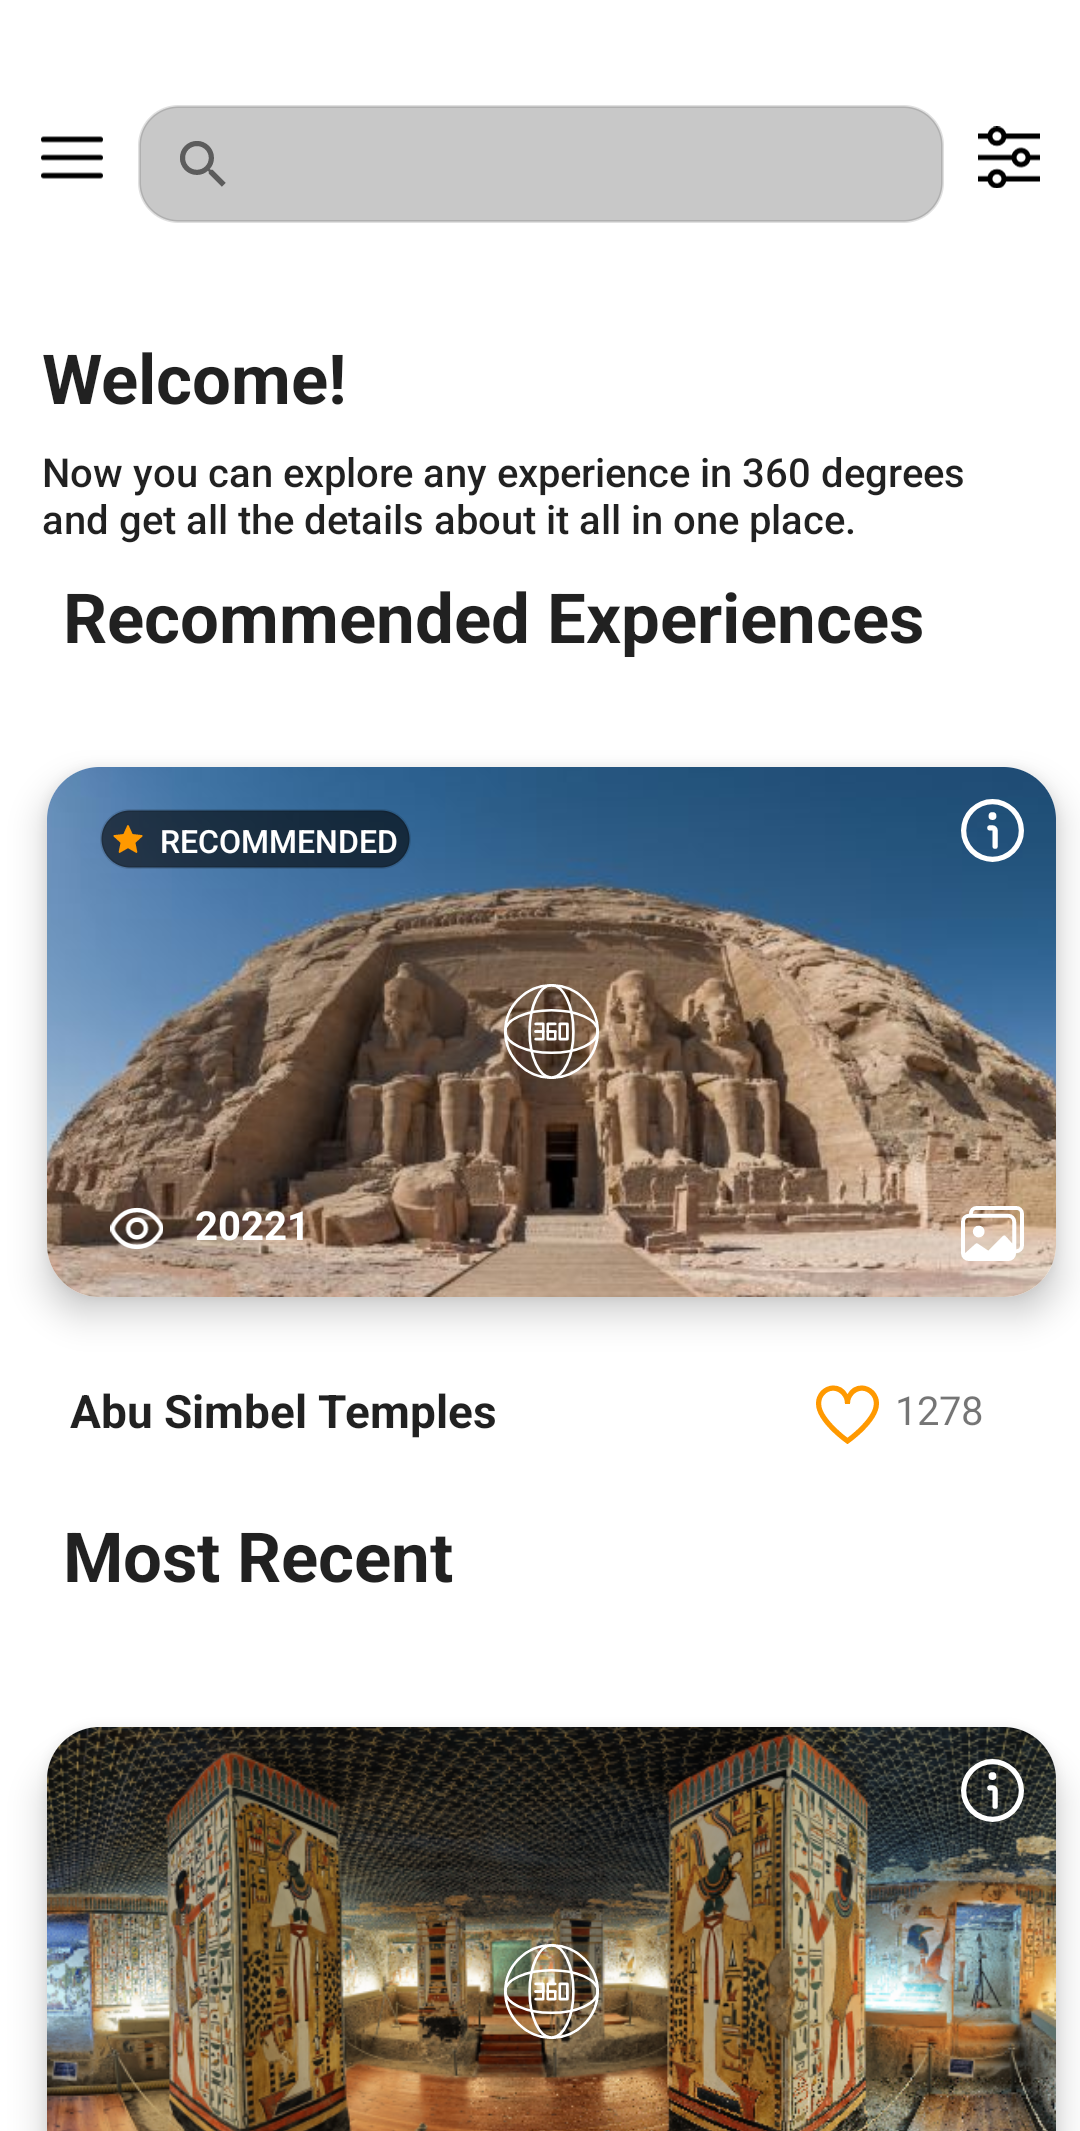 Welcome!
Now you can explore any experience in 360 degrees
and get all the details about it all in one place.
Recommended Experiences
RECOMMENDED
360
20221
Abu Simbel Temples
1278
Most Recent
360